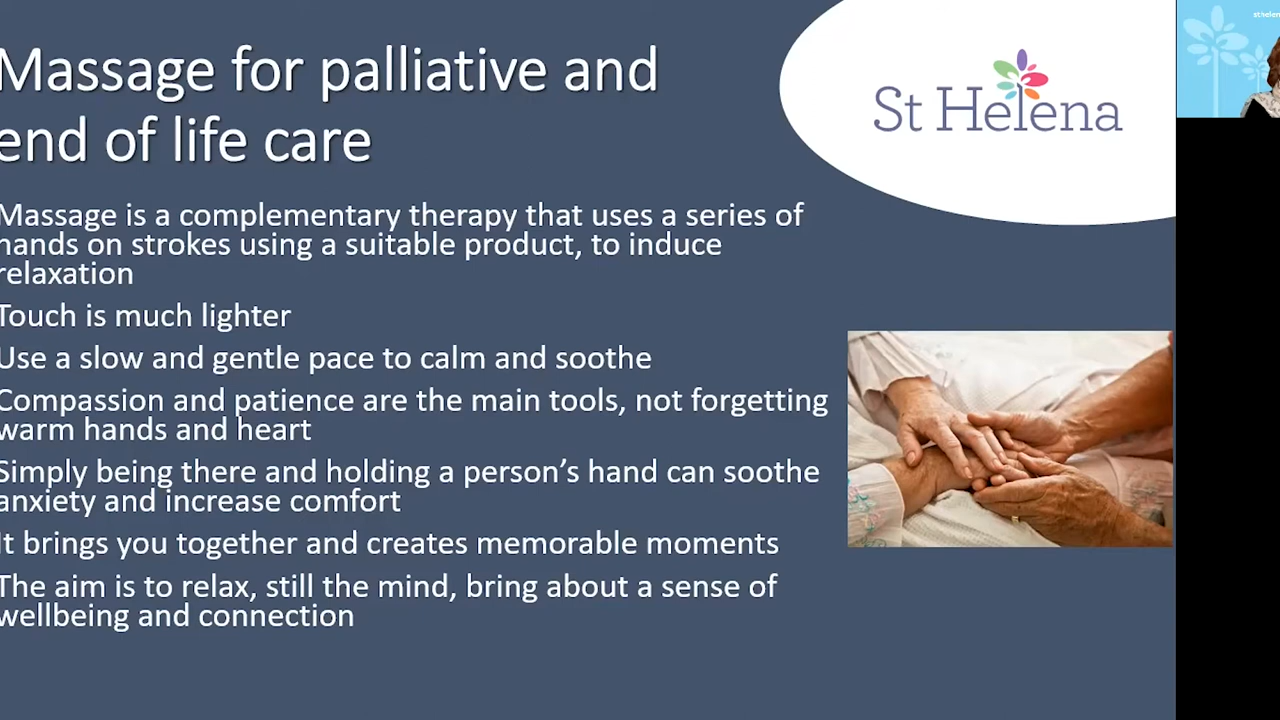 Massage for palliative and
end of life care
St Helena
Massage is a complementary therapy that uses a series of
hands on strokes using a suitable product, to induce
relaxation
Touch is much lighter
Use a slow and gentle pace to calm and soothe
Compassion and patience are the main tools, not forgetting
warm hands and heart
Simply being there and holding a person's hand can soothe
anxiety and increase comfort
It brings you together and creates memorable moments
The aim is to relax, still the mind, bring about a sense of
wellbeing and connection